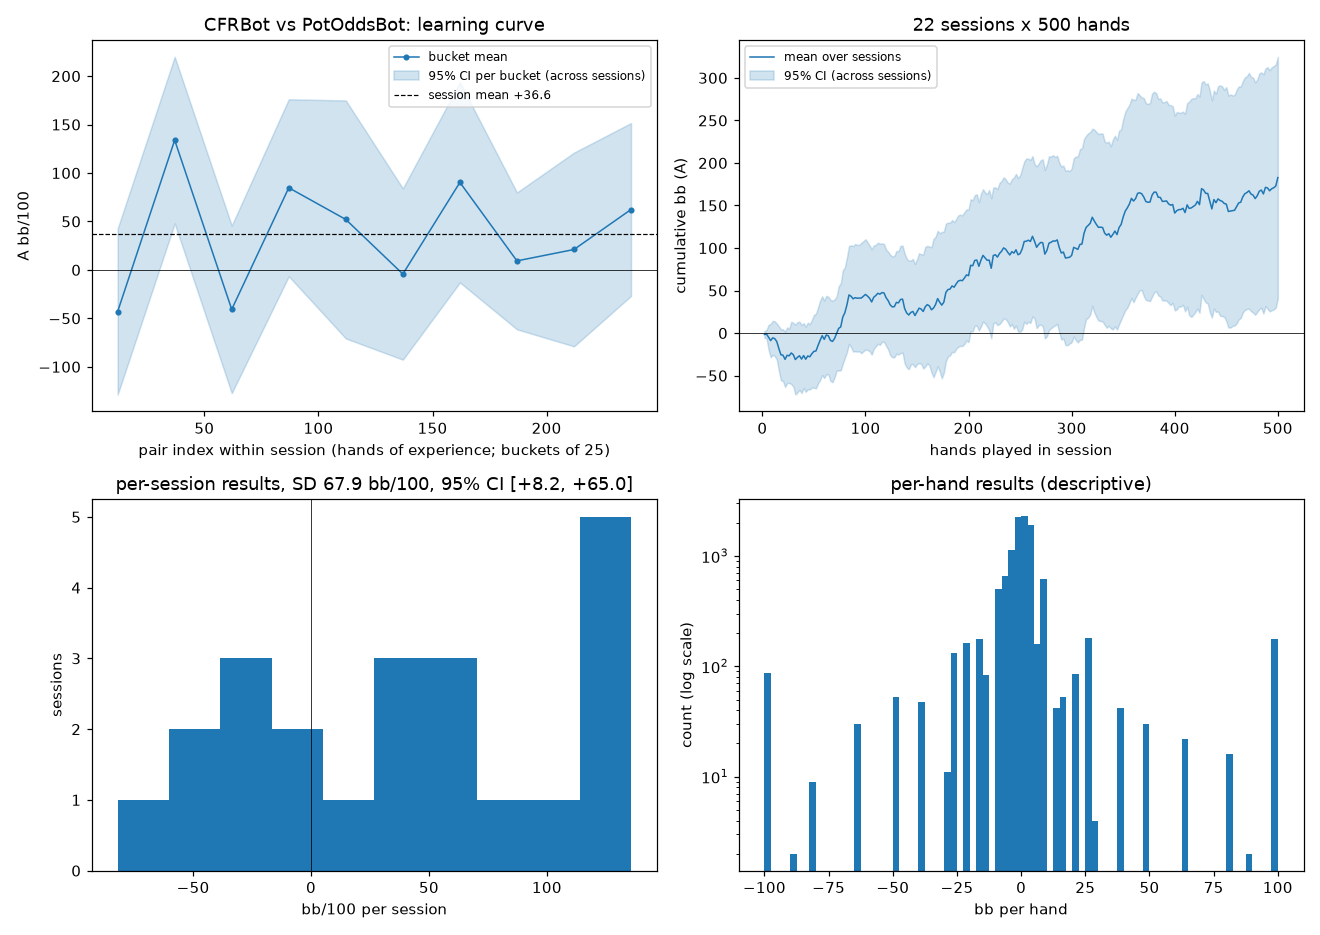 CFRBot vs PotOddsBot: learning curve
bucket mean
95% CI per bucket (across sessions)
session mean +36.6
A bb/100
200
150
100
50
0
−50
−100
50
100
150
200
pair index within session (hands of experience; buckets of 25)
22 sessions x 500 hands
mean over sessions
95% CI (across sessions)
cumulative bb (A)
300
250
200
150
100
50
0
−50
0
100
200
300
400
500
hands played in session
per-session results, SD 67.9 bb/100, 95% CI [+8.2, +65.0]
sessions
5
4
3
2
1
0
−50
0
50
100
bb/100 per session
per-hand results (descriptive)
count (log scale)
10³
10²
10¹
−100
−75
−50
−25
0
25
50
75
100
bb per hand